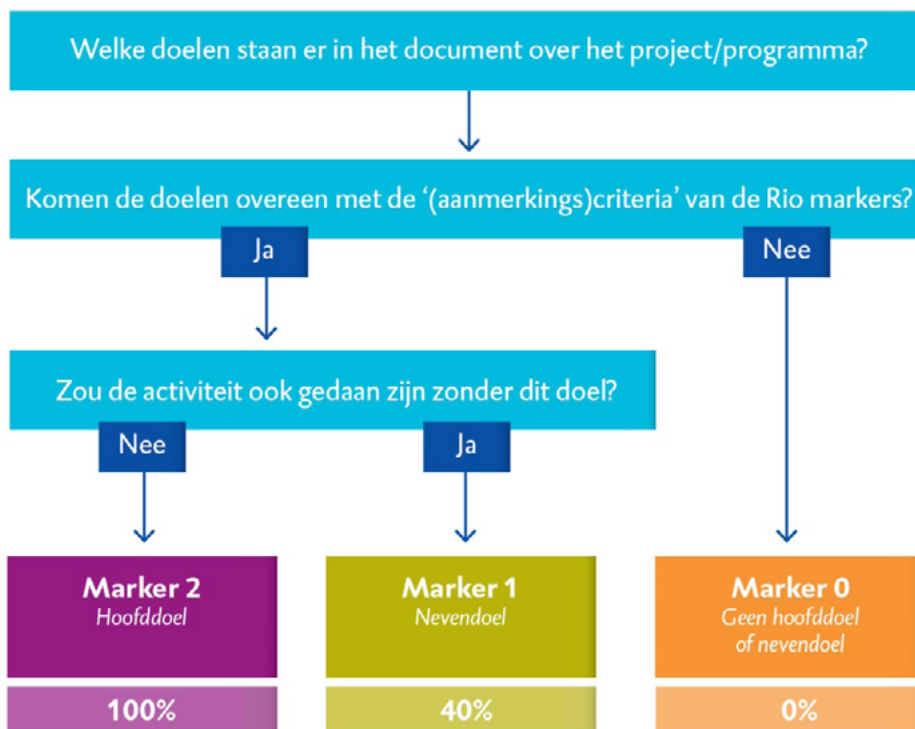 Welke doelen staan er in het document over het project/programma?
Komen de doelen overeen met de ‘(aanmerkings)criteria’ van de Rio markers?
Ja
Nee
Zou de activiteit ook gedaan zijn zonder dit doel?
Nee
Ja
Marker 2
Hoofddoel
100%
Marker 1
Nevendoel
40%
Marker 0
Geen hoofddoel
of nevendoel
0%